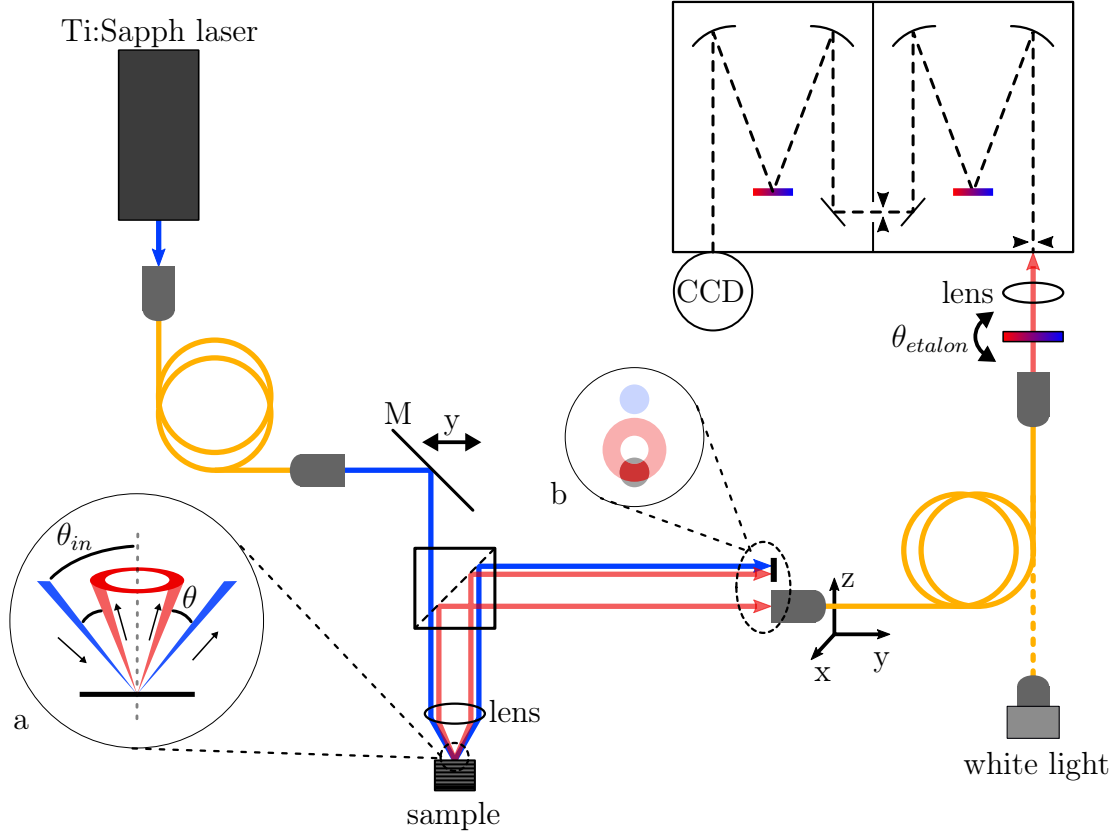 Ti:Sapph laser
CCD
lens
θetalon
M
y
b
θin
θ
a
z
x
y
lens
sample
white light